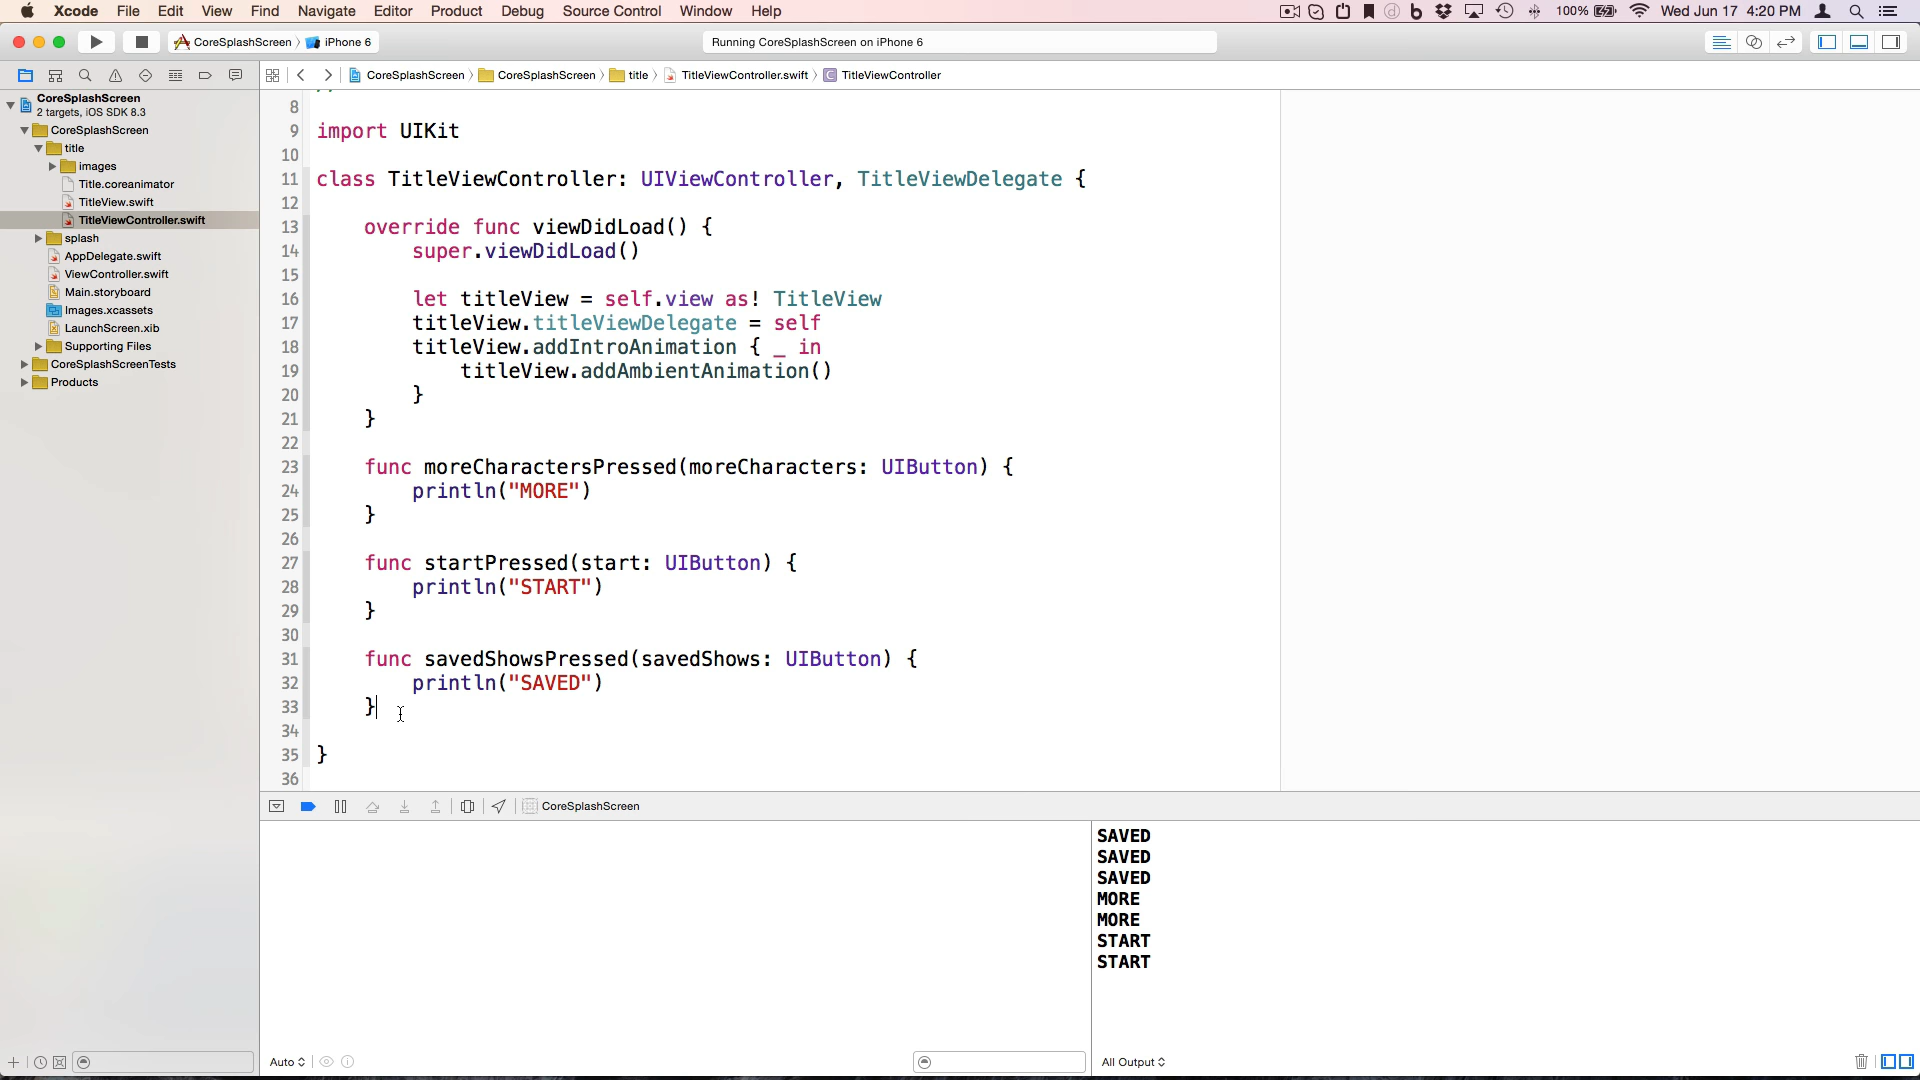 Xcode File Edit View Find Navigate Editor Product Debug Source Control Window Help 100% Wed Jun 17 4:20 PM
CoreSplashScreen iPhone 6 Running CoreSplashScreen on iPhone 6
CoreSplashScreen CoreSplashScreen title TitleViewController.swift C TitleViewController
CoreSplashScreen
2 targets, iOS SDK 8.3
CoreSplashScreen
title
images
Title.coreanimator
TitleView.swift
TitleViewController.swift
splash
AppDelegate.swift
ViewController.swift
Main.storyboard
Images.xcassets
LaunchScreen.xib
Supporting Files
CoreSplashScreenTests
Products
8
9 import UIKit
10
11 class TitleViewController: UIViewController, TitleViewDelegate {
12
13 override func viewDidLoad() {
14 super.viewDidLoad()
15
16 let titleView = self.view as! TitleView
17 titleView.titleViewDelegate = self
18 titleView.addIntroAnimation { _ in
19 titleView.addAmbientAnimation()
20 }
21 }
22
23 func moreCharactersPressed(moreCharacters: UIButton) {
24 println("MORE")
25 }
26
27 func startPressed(start: UIButton) {
28 println("START")
29 }
30
31 func savedShowsPressed(savedShows: UIButton) {
32 println("SAVED")
33 }
34
35 }
36
CoreSplashScreen
SAVED
SAVED
SAVED
MORE
MORE
START
START
Auto
All Output